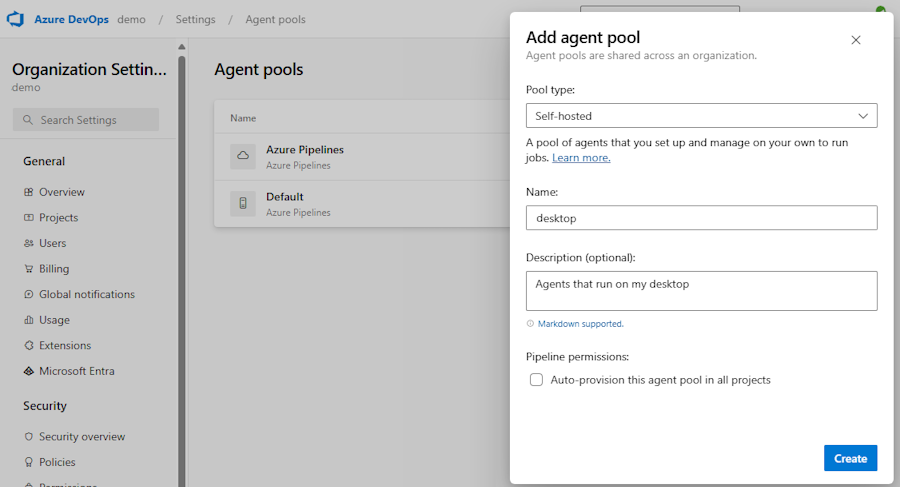 Azure DevOps demo / Settings / Agent pools
Organization Settin...
demo
Search Settings
General
Overview
Projects
Users
Billing
Global notifications
Usage
Extensions
Microsoft Entra
Security
Security overview
Policies
Agent pools
Name
Azure Pipelines
Azure Pipelines
Default
Azure Pipelines
Add agent pool
Agent pools are shared across an organization.
Pool type:
Self-hosted
A pool of agents that you set up and manage on your own to run
jobs. Learn more.
Name:
desktop
Description (optional):
Agents that run on my desktop
Markdown supported.
Pipeline permissions:
Auto-provision this agent pool in all projects
Create